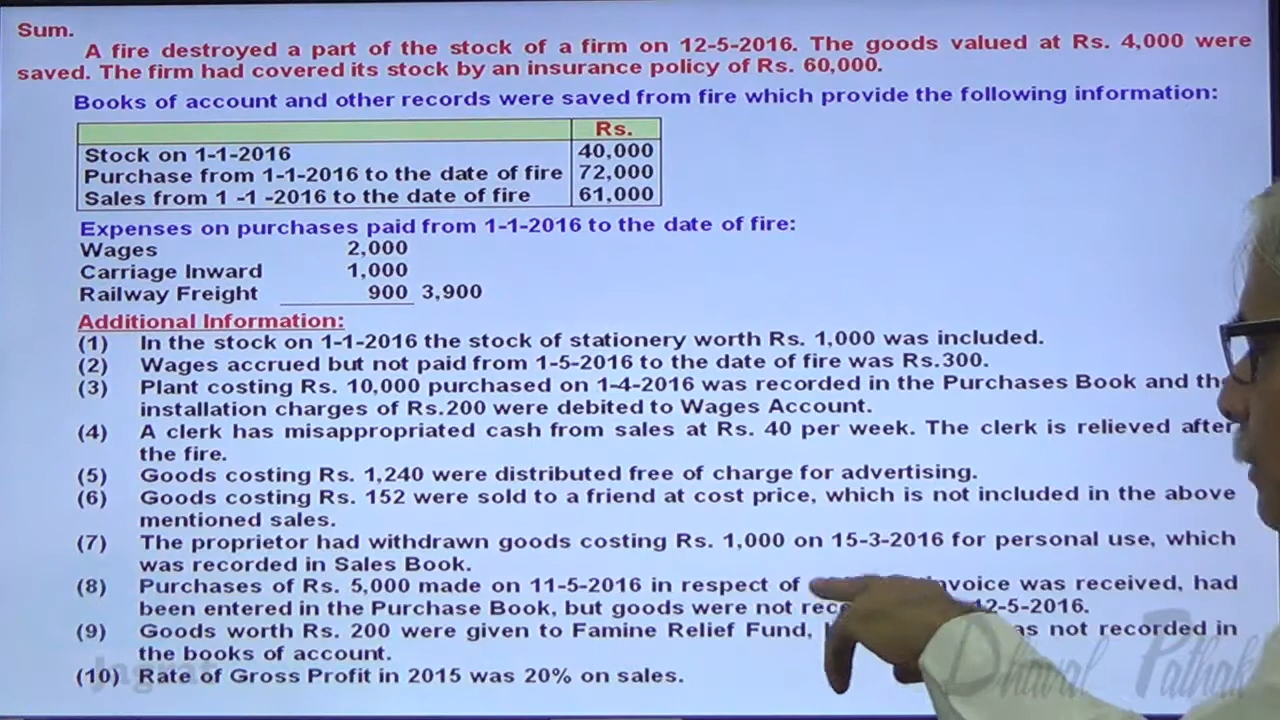 Sum.
A fire destroyed a part of the stock of a firm on 12-5-2016. The goods valued at Rs. 4,000 were
saved. The firm had covered its stock by an insurance policy of Rs. 60,000.
Books of account and other records were saved from fire which provide the following information:
Rs.
Stock on 1-1-2016 40,000
Purchase from 1-1-2016 to the date of fire 72,000
Sales from 1 -1 -2016 to the date of fire 61,000
Expenses on purchases paid from 1-1-2016 to the date of fire:
Wages 2,000
Carriage Inward 1,000
Railway Freight 900 3,900
Additional Information:
(1) In the stock on 1-1-2016 the stock of stationery worth Rs. 1,000 was included.
(2) Wages accrued but not paid from 1-5-2016 to the date of fire was Rs.300.
(3) Plant costing Rs. 10,000 purchased on 1-4-2016 was recorded in the Purchases Book and
installation charges of Rs.200 were debited to Wages Account.
(4) A clerk has misappropriated cash from sales at Rs. 40 per week. The clerk is relieved after
the fire.
(5) Goods costing Rs. 1,240 were distributed free of charge for advertising.
(6) Goods costing Rs. 152 were sold to a friend at cost price, which is not included in the above
mentioned sales.
(7) The proprietor had withdrawn goods costing Rs. 1,000 on 15-3-2016 for personal use, which
was recorded in Sales Book.
(8) Purchases of Rs. 5,000 made on 11-5-2016 in respect of was received, had
been entered in the Purchase Book, but goods were not 12-5-2016.
(9) Goods worth Rs. 200 were given to Famine Relief Fund, not recorded in
the books of account.
(10) Rate of Gross Profit in 2015 was 20% on sales.
Dhaval Pathak